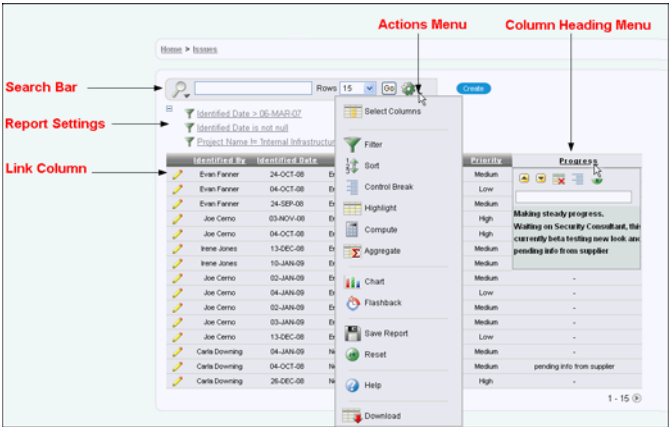 Actions Menu Column Heading Menu
Home > Issues
Search Bar Rows 15 Go Create
Identified Date > 06-MAR-07
Report Settings Identified Date is not null
Project Name != 'Internal Infrastruc
Select Columns
Filter
Sort
Control Break
Highlight
Compute
Aggregate
Chart
Flashback
Save Report
Reset
Help
Download
Link Column Identified By Identified Date Priority Progress
Evan Fanner 24-OCT-08 Medium
Evan Fanner 04-OCT-08 Low
Evan Fanner 24-SEP-08 Medium
Joe Cerno 03-NOV-08 High
Joe Cerno 04-OCT-08 High
Irene Jones 13-DEC-08 Medium
Irene Jones 10-JAN-09 Medium
Making steady progress.
Waiting on Security Consultant, this
currently beta testing new look and
pending info from supplier
Joe Cerno 02-JAN-09 Medium -
Joe Cerno 04-JAN-09 Low -
Joe Cerno 02-JAN-09 Medium -
Joe Cerno 03-JAN-09 Medium -
Joe Cerno 13-DEC-08 Low -
Carla Downing 04-JAN-09 Medium -
Carla Downing 04-OCT-08 Medium pending info from supplier
Carla Downing 26-DEC-08 High -
1 - 15